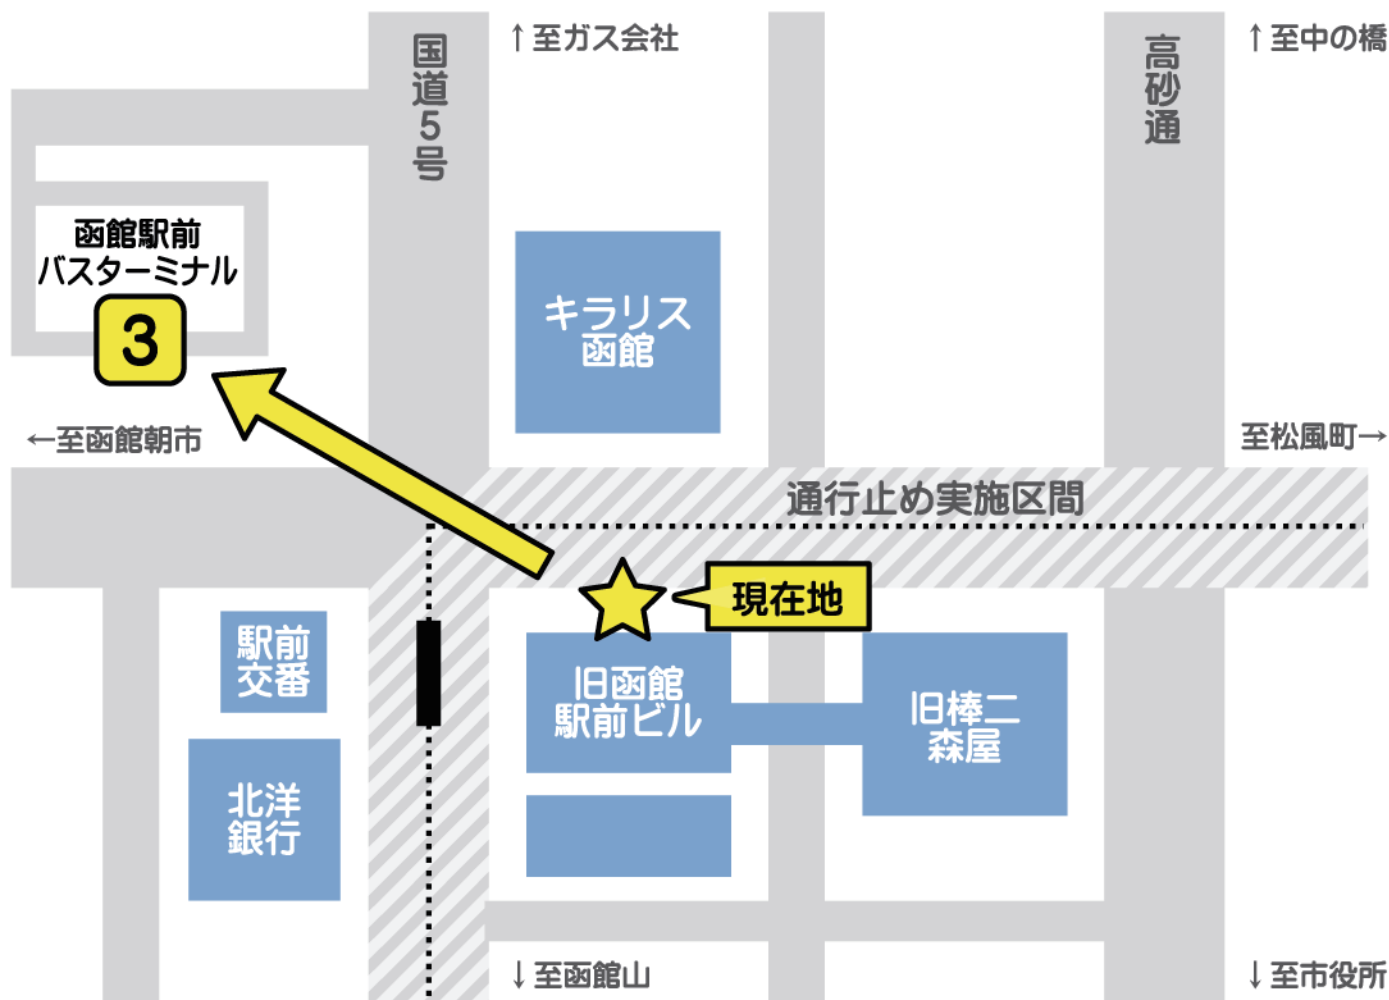 ↑至ガス会社
↑至中の橋
国道5号
高砂通
函館駅前
バスターミナル
3
キラリス
函館
←至函館朝市
至松風町→
通行止め実施区間
現在地
駅前
交番
旧函館
駅前ビル
旧棒二
森屋
北洋
銀行
↓至函館山
↓至市役所